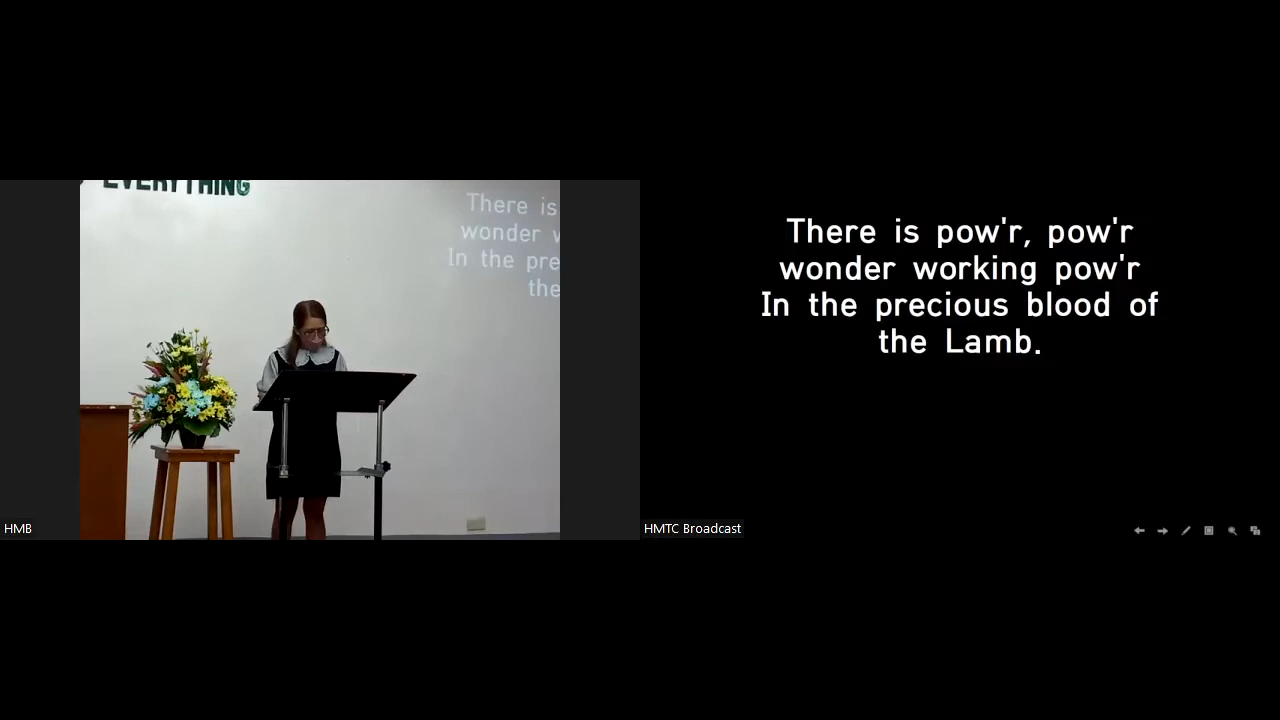 EVERYTHING
There is
wonder
In the
the
There is pow'r, pow'r
wonder working pow'r
In the precious blood of
the Lamb.
HMB
HMTC Broadcast